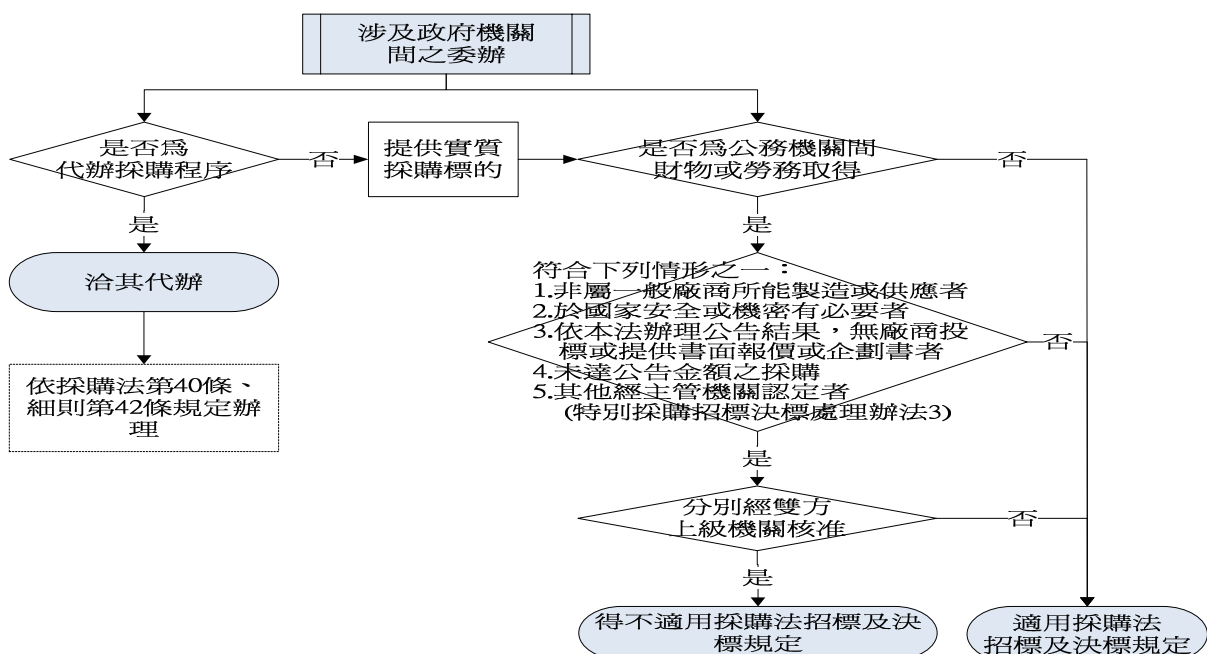 涉及政府機關
間之委辦
是否為
代辦採購程序
否
提供實質
採購標的
是否為公務機關間
財物或勞務取得
否
是
是
洽其代辦
符合下列情形之一：
1.非屬一般廠商所能製造或供應者
2.於國家安全或機密有必要者
3.依本法辦理公告結果，無廠商投
標或提供書面報價或企劃書者
4.未達公告金額之採購
5.其他經主管機關認定者
(特別採購招標決標處理辦法3)
否
依採購法第40條、
細則第42條規定辦
理
是
分別經雙方
上級機關核准
否
是
得不適用採購法招標及決
標規定
適用採購法
招標及決標規定